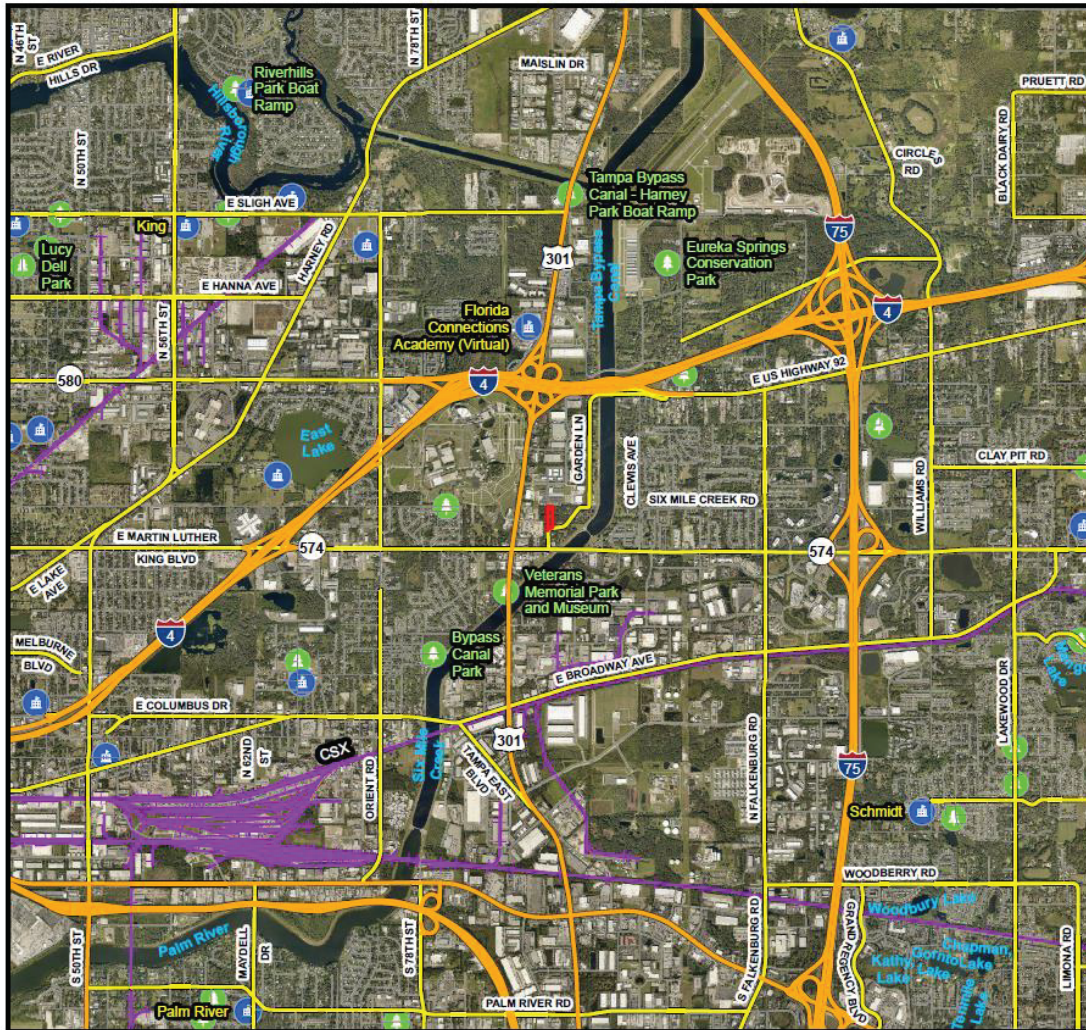 N 46TH
ST
E RIVER
HILLS DR
N 78TH ST
MAISLIN DR
PRUETT RD
Riverhills
Park Boat
Ramp
Hillsborough
River
N 50TH ST
BLACK DAIRY RD
CIRCLE S
RD
Tampa Bypass
Canal - Harney
Park Boat Ramp
E SLIGH AVE
King
HARNEY RD
75
301
Lucy
Dell
Park
Tampa Bypass
Canal
Eureka Springs
Conservation
Park
E HANNA AVE
N 56TH ST
Florida
Connections
Academy (Virtual)
4
580
4
E US HIGHWAY 92
East
Lake
GARDEN LN
CLEWIS AVE
SIX MILE CREEK RD
WILLIAMS RD
CLAY PIT RD
E MARTIN LUTHER
KING BLVD
574
574
E LAKE
AVE
Veterans
Memorial Park
and Museum
4
MELBURNE
BLVD
Bypass
Canal
Park
E BROADWAY AVE
LAKEWOOD DR
Lake
E COLUMBUS DR
N 62ND
ST
CSX
ORIENT RD
Six Mile
Creek
301
TAMPA EAST
BLVD
N FALKENBURG RD
75
Schmidt
WOODBERRY RD
Woodbury Lake
S 50TH ST
Palm River
MAYDELL
DR
S 78TH ST
S FALKENBURG RD
GRAND REGENCY BLVD
Chapman,
Gornto Lake
Kathy, Lake
Lake
Tenmile
Lake
LIMONA RD
PALM RIVER RD
Palm River